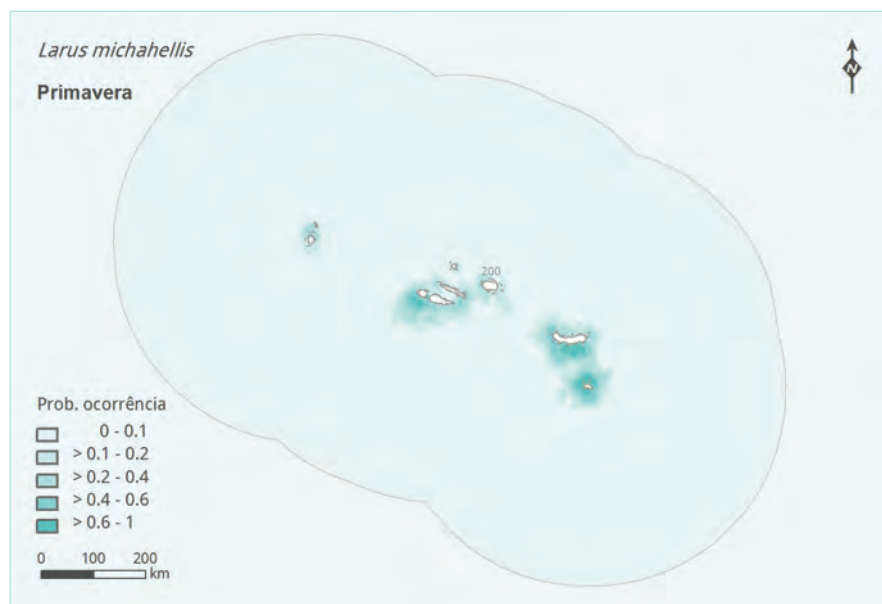 Larus michahellis
Primavera
N
200
Prob. ocorrência
0 - 0.1
> 0.1 - 0.2
> 0.2 - 0.4
> 0.4 - 0.6
> 0.6 - 1
0 100 200
km